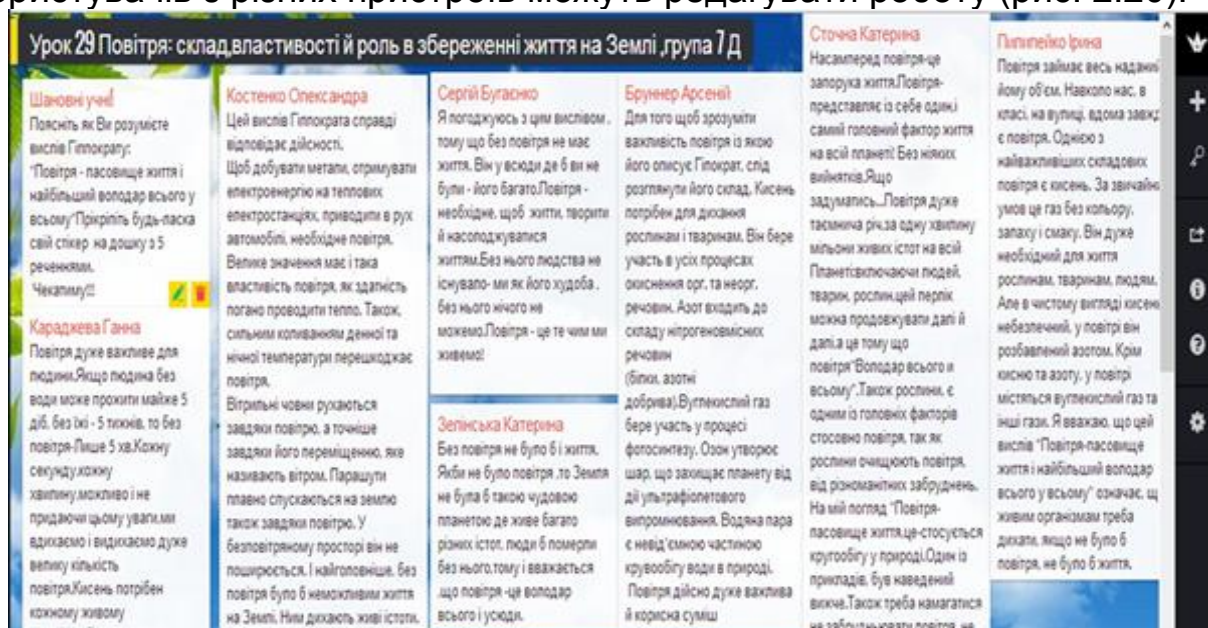 користувачів з різних пристроїв можуть редагувати роботу (рис. 2.20).
Урок 29 Повітря: склад,властивості й роль в збереженні життя на Землі ,група 7 Д
Шановні учні!
Поясніть як Ви розумієте
вислів Гіппократу:
"Повітря - пасовище життя і
найбільший володар всього у
всьому"Прікріпіть будь-паска
свій стікер на дошку з 5
реченнями.
Чекатиму!!!
Караджева Ганна
Повітря дуже важливе для
людини.Якщо людина без
води може прожити майже 5
діб, без їжі - 5 тижнів, то без
повітря-Лише 5 хв.Кожну
секунду,кожну
хвилину,можливо і не
придаючи цьому уваги,ми
вдихаємо і видихаємо дуже
велику кількість
повітря.Кисень потрібен
кожному живому
Костенко Олександра
Цей вислів Гіппократа справді
відповідає дійсності.
Щоб добувати метали, отримувати
електроенергію на теплових
електростанціях, приводити в рух
автомобілі, необхідне повітря.
Велике значення має і така
властивість повітря, як здатність
погано проводити тепло. Також,
сильним коливанням денної та
нічної температури перешкоджає
повітря.
Вітрильні човни рухаються
завдяки повітрю, а точніше
завдяки його переміщенню, яке
називають вітром. Парашути
плавно спускаються на землю
також завдяки повітрю. У
безповітряному просторі він не
поширюється. І найголовніше, без
повітря було б неможливим життя
на Землі. Ним дихають живі істоти,
Сергій Бугаєнко
Я погоджуюсь з цим вислівом ,
тому що без повітря не має
життя. Він у всюди де б ви не
були - його багато.Повітря -
необхідне, щоб жити, творити
й насолоджуватися
життям.Без нього людства не
існувало- ми як його худоба ,
без нього нічого не
можемо.Повітря - це те чим ми
живемо!
Зелінська Катерина
Без повітря не було б і життя.
Якби не було повітря ,то Земля
не була б такою чудовою
планетою де живе багато
різних істот, люди б померли
без нього,тому і вважається
,що повітря -це володар
всього і усюди.
Бруннер Арсеній
Для того щоб зрозуміти
важливість повітря із якою
його описує Гіпократ, слід
розглянути його склад. Кисень
потрібен для дихання
рослинам і тваринам. Він бере
участь в усіх процесах
окиснення орг. та неорг.
речовин. Азот входить до
складу нітрогеновмісних
речовин
(білки, азотні
добрива).Вуглекислий газ
бере участь у процесі
фотосинтезу. Озон утворює
шар, що захищає планету від
дії ультрафіолетового
випромнювання. Водяна пара
є невід'ємною частиною
крувообігу води в природі.
Повітря дійсно дуже важлива
й корисна суміш
Сточна Катерина
Насамперед повітря-це
запорука життя.Повітря-
представляє із себе один,і
самий головний фактор життя
на всій планеті! Без ніяких
вийнятків.Якщо
задуматись...Повітря дуже
таємнича річ,за одну хвилину
мільони живих істот на всій
Планеті,включаючи людей,
тварин, рослин,цей перлік
можна продовжувати далі й
далі,а це тому що
повітря"Володар всього и
всьому".Також рослини, є
одним із головніх факторів
стосовно повітря, так як
рослини очищюють повітря,
від різноманітних забруднень.
На мій погляд "Повітря-
пасовище життя,це-стосується
кругообігу у природі.Один із
прикладів, був наведений
вижче.Також треба намагатися
не забруднювати повітря, не
Пилипейко Ірина
Повітря займає весь наданий
йому об'єм. Навколо нас, в
класі, на вулиці, вдома завжд
є повітря. Однією з
найважливіших складових
повітря є кисень. За звичайни
умов це газ без кольору,
запаху і смаку. Він дуже
необхідний для життя
рослинам, тваринам, людям.
Але в чистому вигляді кисень
небезпечний, у повітрі він
розбавлений азотом. Крім
кисню та азоту, у повітрі
містяться вуглекислий газ та
інші гази. Я вважаю, що цей
вислів "Повітря-пасовище
життя і найбільший володар
всього у всьому" означає, щ
живим організмам треба
дихати, якщо не було б
повітря, не було б життя.